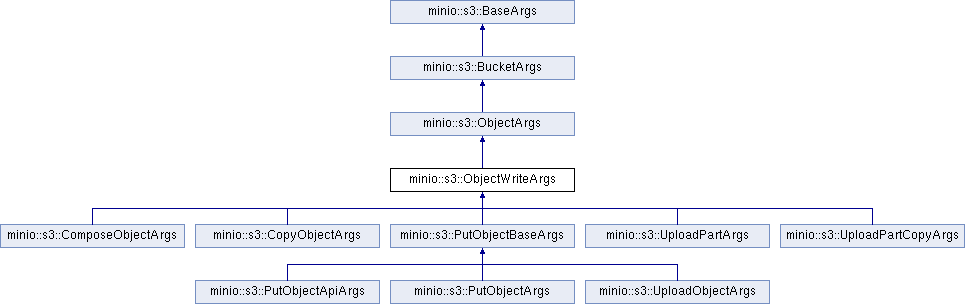 minio::s3::BaseArgs
minio::s3::BucketArgs
minio::s3::ObjectArgs
minio::s3::ObjectWriteArgs
minio::s3::ComposeObjectArgs
minio::s3::CopyObjectArgs
minio::s3::PutObjectBaseArgs
minio::s3::UploadPartArgs
minio::s3::UploadPartCopyArgs
minio::s3::PutObjectApiArgs
minio::s3::PutObjectArgs
minio::s3::UploadObjectArgs